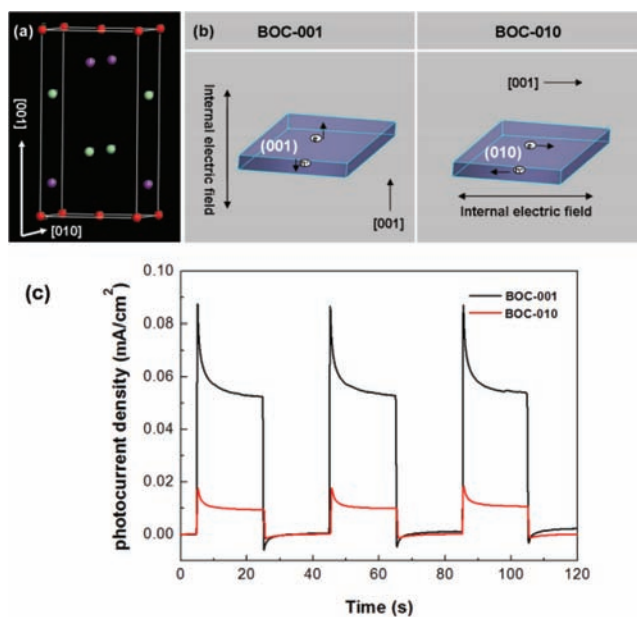 (a)
[001]
[010]
(b)
BOC-001
BOC-010
Internal electric field
(001)
[001]
[001]
(010)
Internal electric field
(c)
photocurrent density (mA/cm²)
0.10
0.08
0.06
0.04
0.02
0.00
BOC-001
BOC-010
0 20 40 60 80 100 120
Time (s)